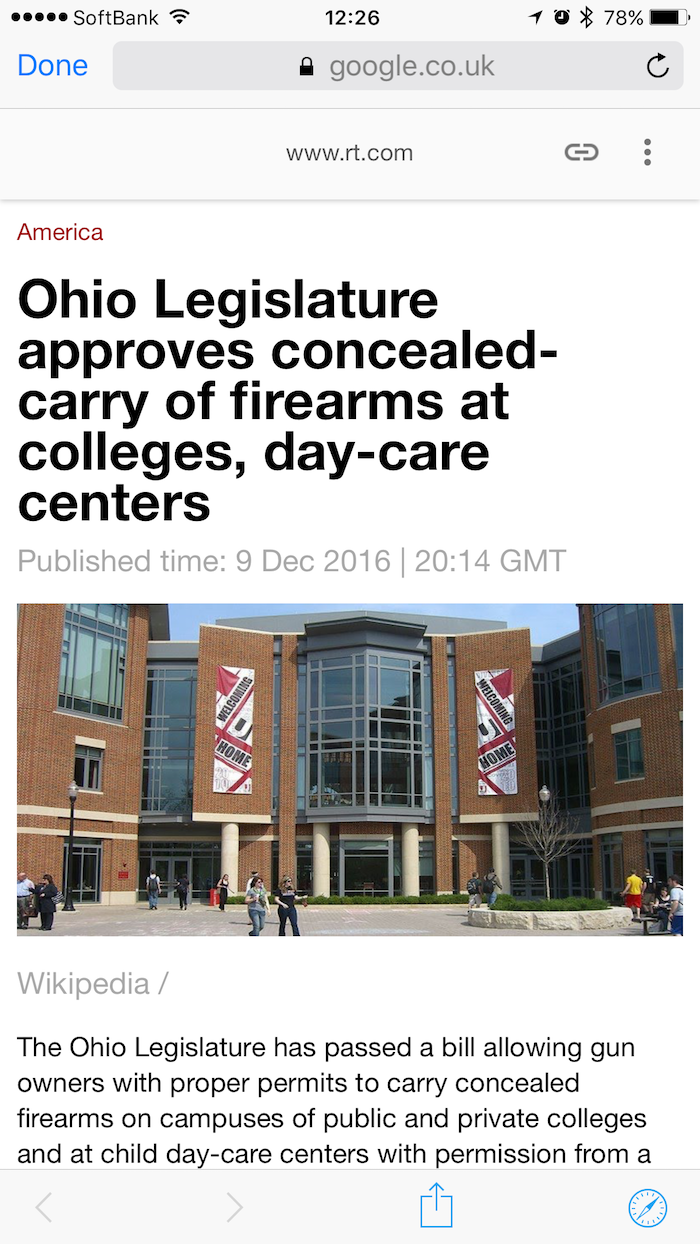 SoftBank 12:26 78%
Done google.co.uk
www.rt.com
America
Ohio Legislature
approves concealed-
carry of firearms at
colleges, day-care
centers
Published time: 9 Dec 2016 | 20:14 GMT
WELCOMING
U
HOME
WELCOMING
U
HOME
Wikipedia /
The Ohio Legislature has passed a bill allowing gun
owners with proper permits to carry concealed
firearms on campuses of public and private colleges
and at child day-care centers with permission from a